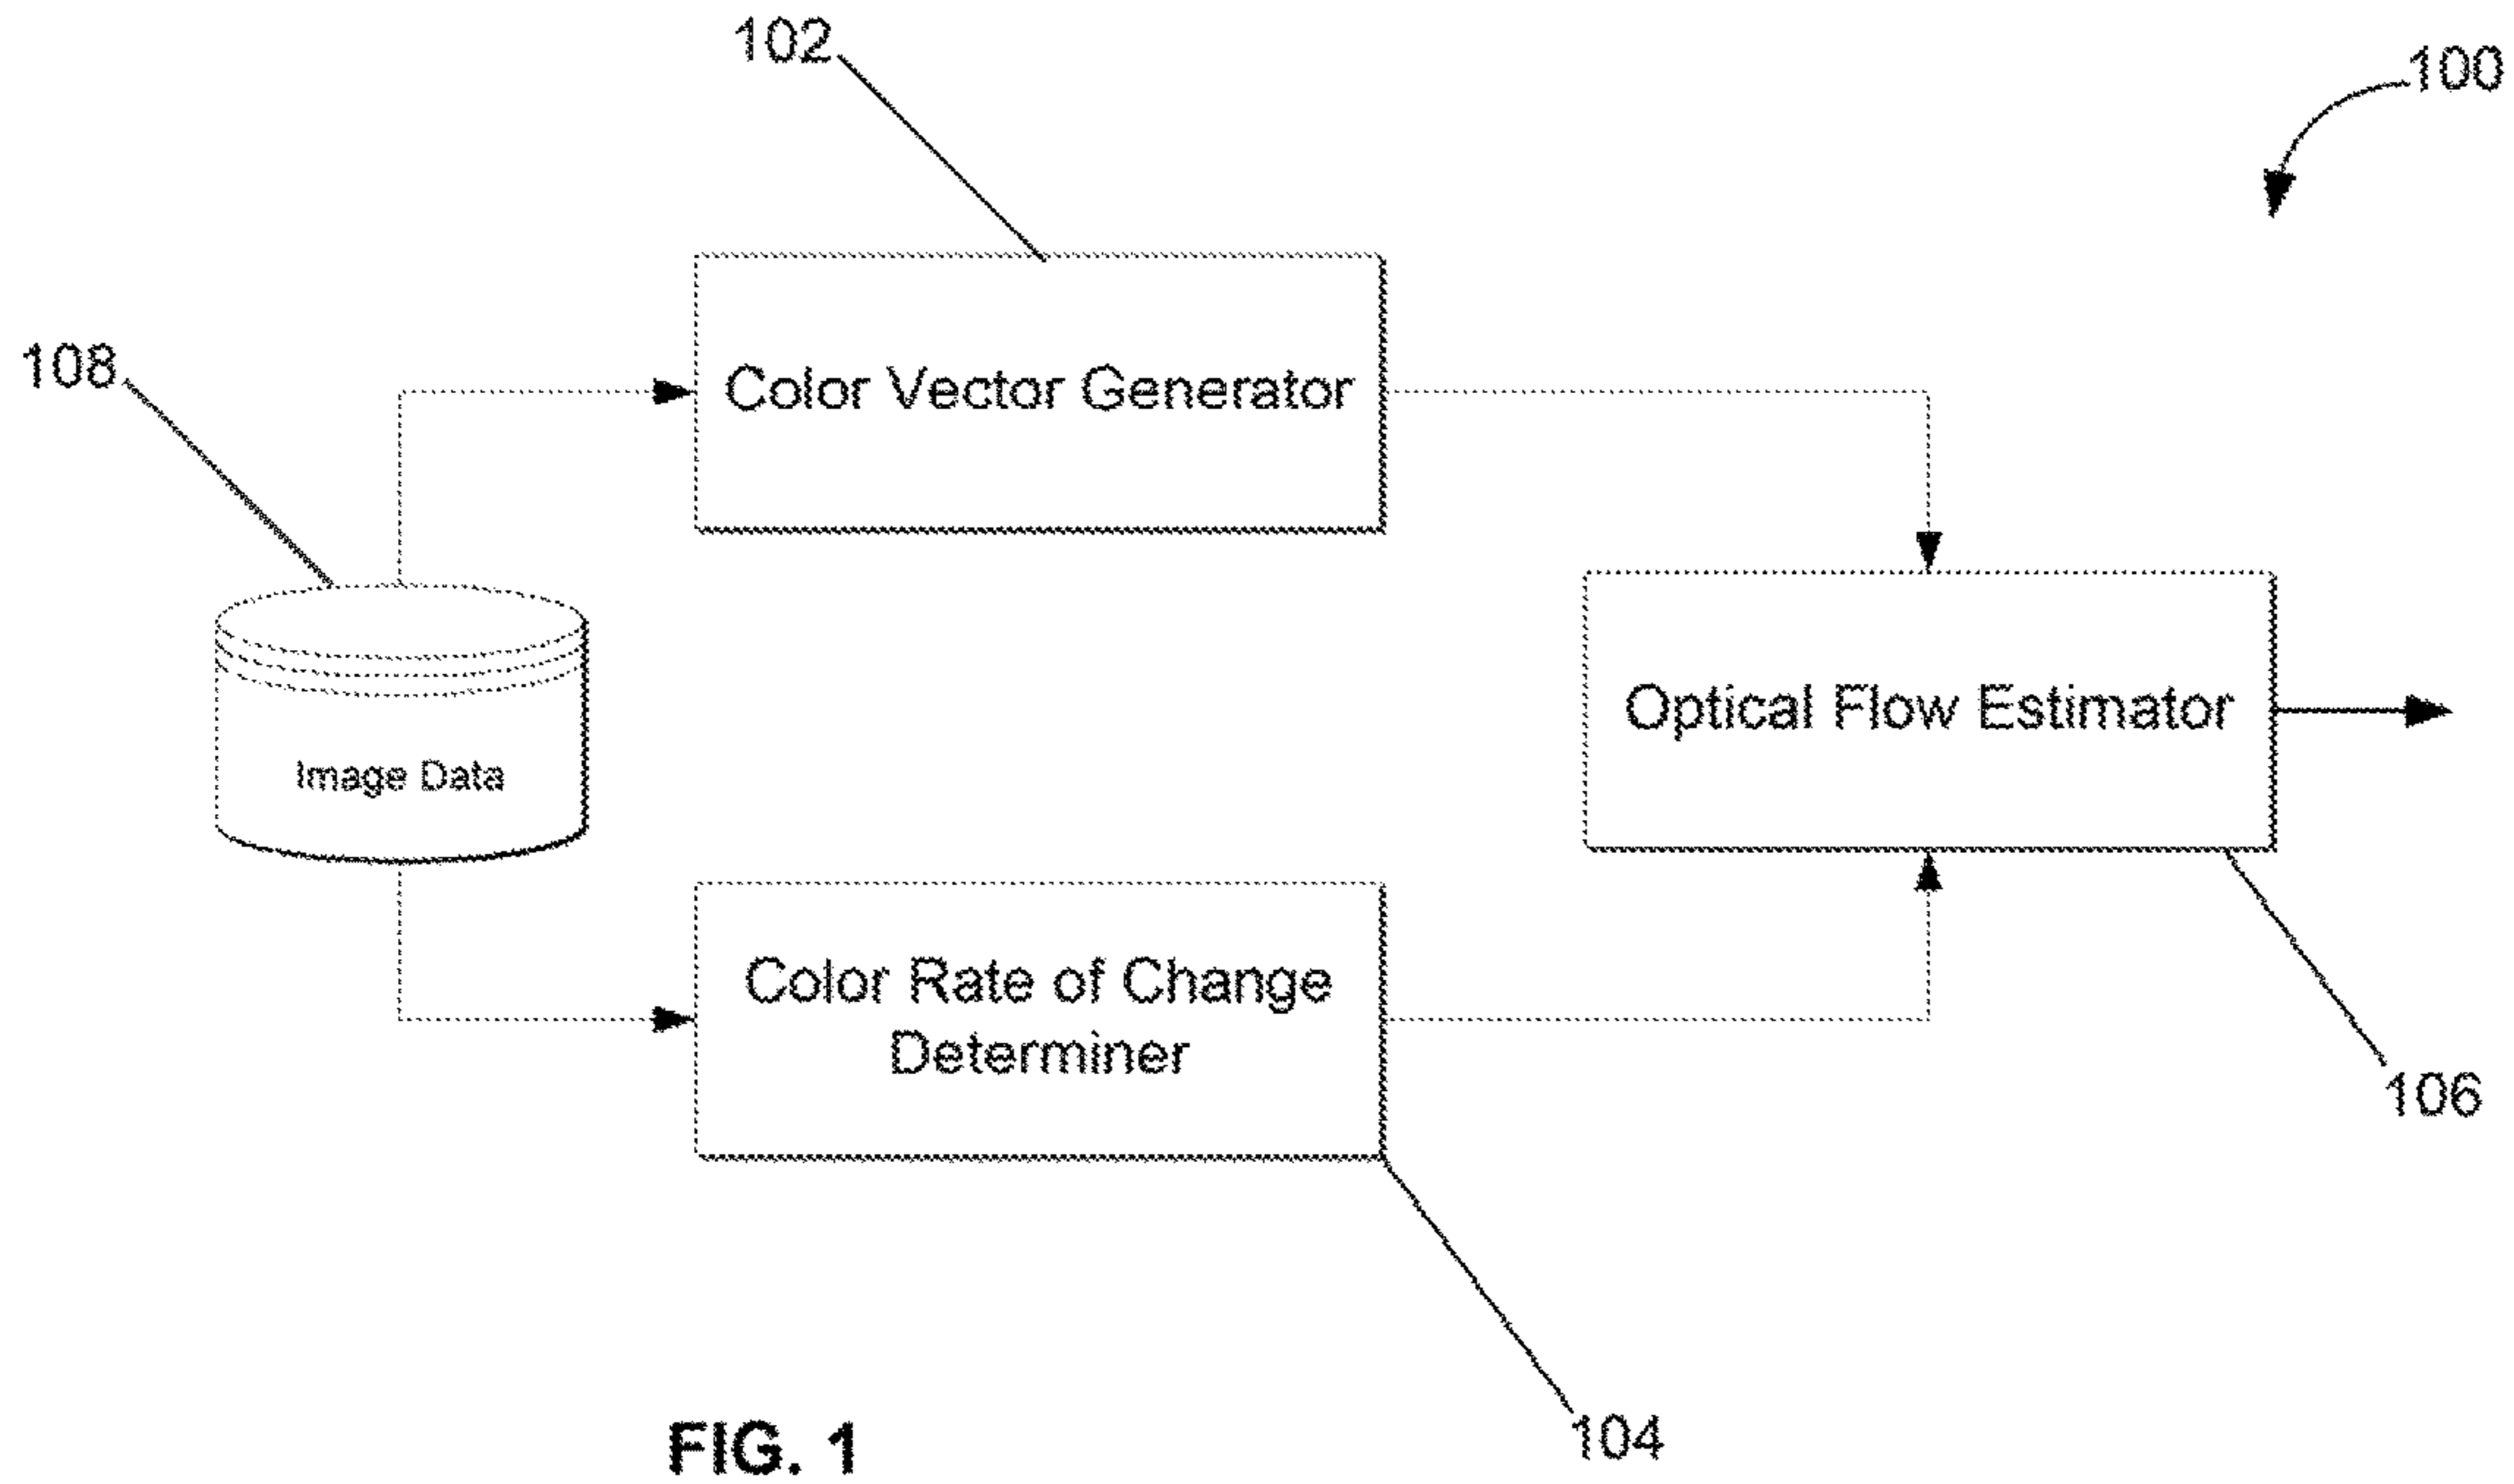 102
100
108
Color Vector Generator
Optical Flow Estimator
Image Data
Color Rate of Change
Determiner
106
104
FIG. 1